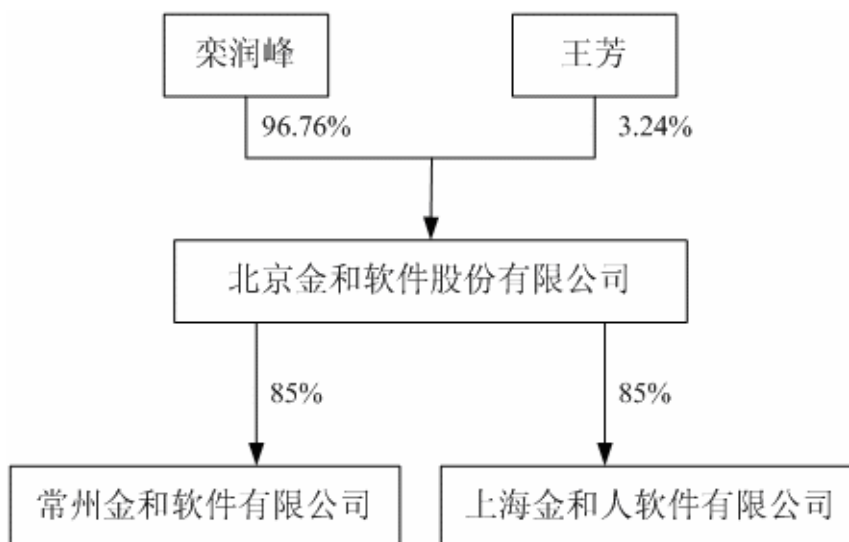 栾润峰
王芳
96.76%
3.24%
北京金和软件股份有限公司
85%
85%
常州金和软件有限公司
上海金和人软件有限公司